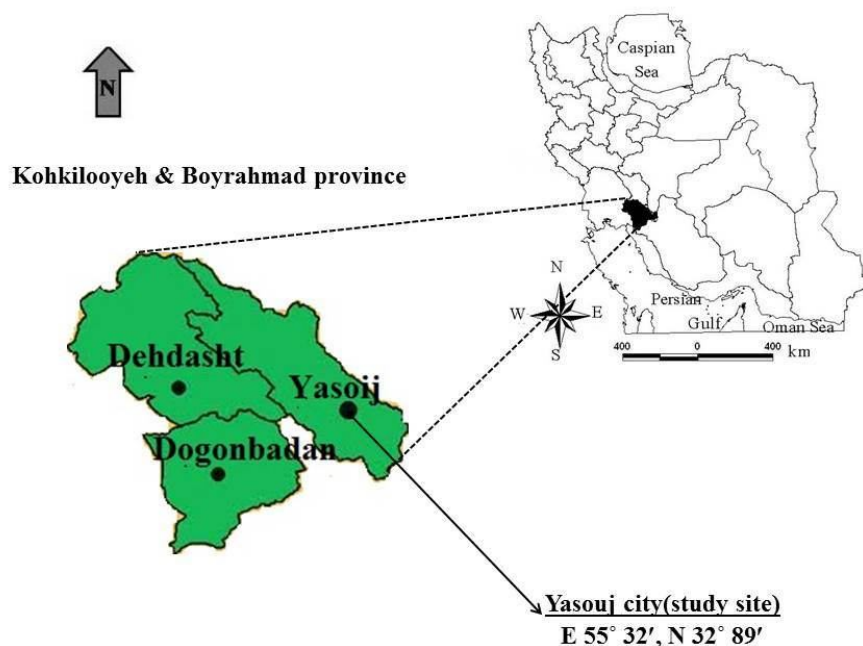 N
Caspian
Sea
Kohkilooyeh & Boyrahmad province
N
W
E
S
Persian
Gulf
Oman Sea
400
0
400
km
Dehdasht
Yasoij
Dogonbadan
Yasouj city(study site)
E 55° 32′, N 32° 89′